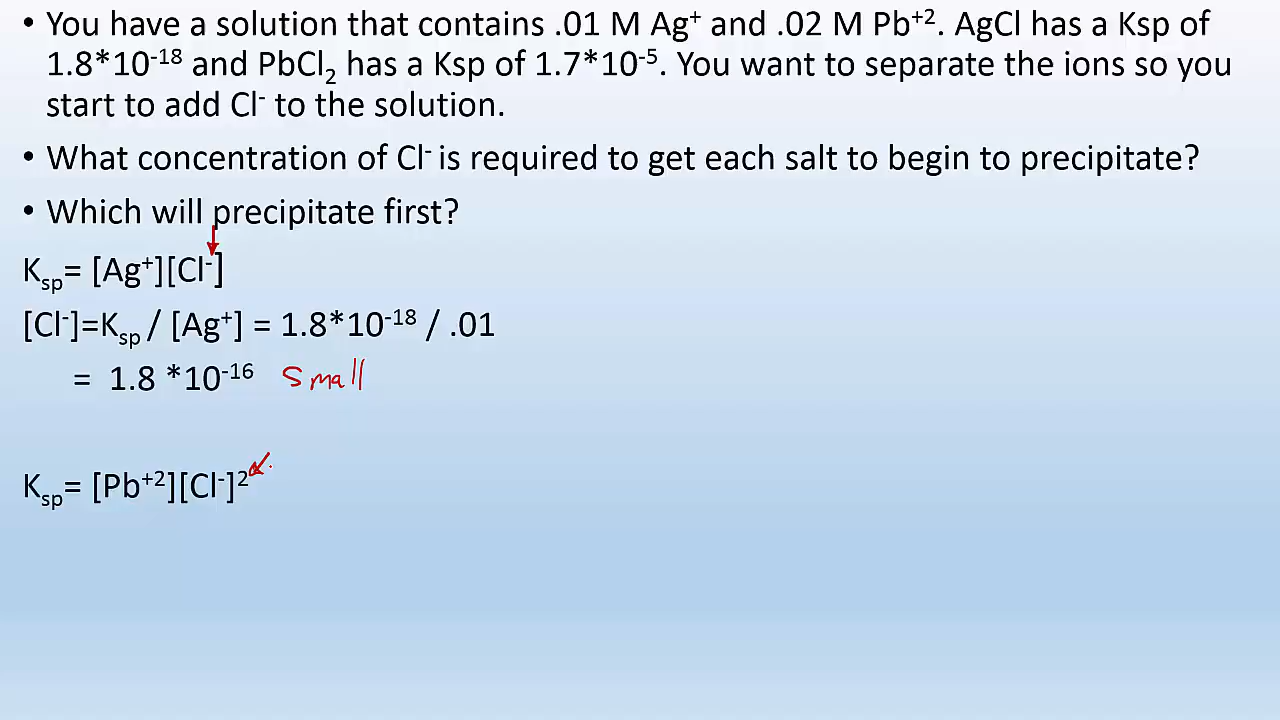 • You have a solution that contains .01 M Ag⁺ and .02 M Pb⁺². AgCl has a Ksp of
1.8*10⁻¹⁸ and PbCl₂ has a Ksp of 1.7*10⁻⁵. You want to separate the ions so you
start to add Cl⁻ to the solution.
• What concentration of Cl⁻ is required to get each salt to begin to precipitate?
• Which will precipitate first?
Kₛₚ= [Ag⁺][Cl⁻]
[Cl⁻]=Kₛₚ / [Ag⁺] = 1.8*10⁻¹⁸ / .01
= 1.8 *10⁻¹⁶ Small
Kₛₚ= [Pb⁺²][Cl⁻]²